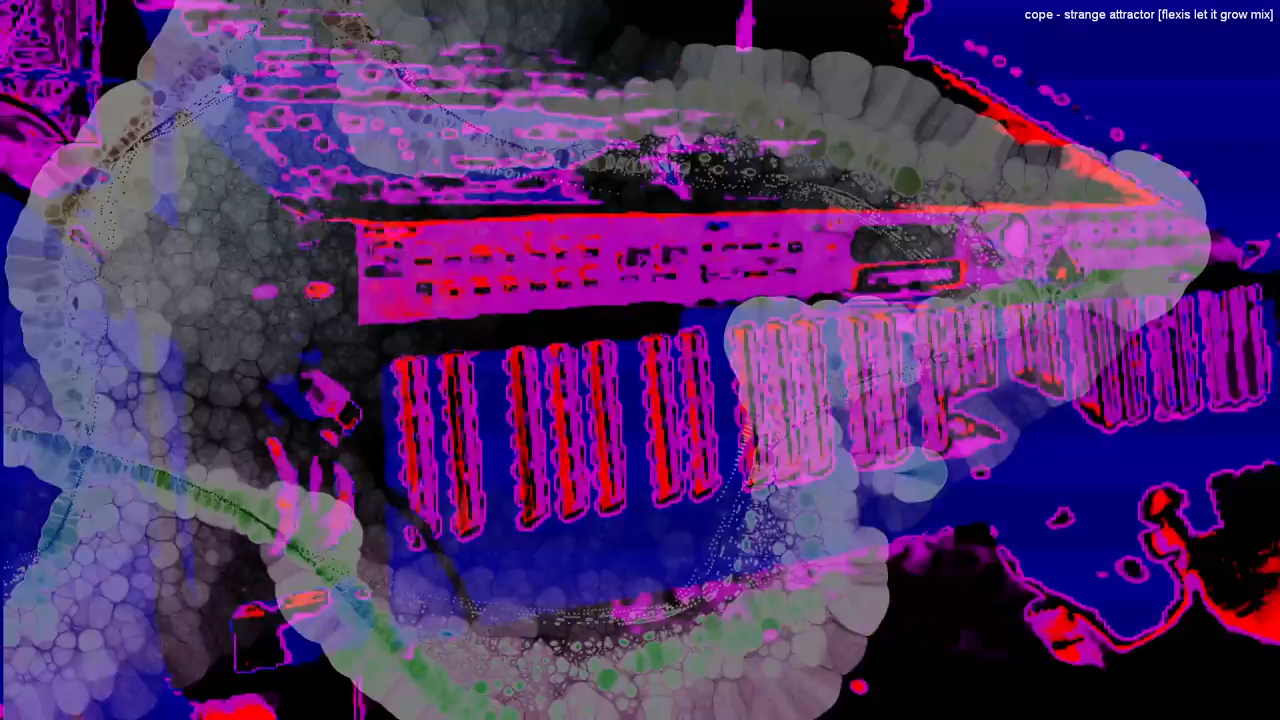 cope - strange attractor [flexis let it grow mix]